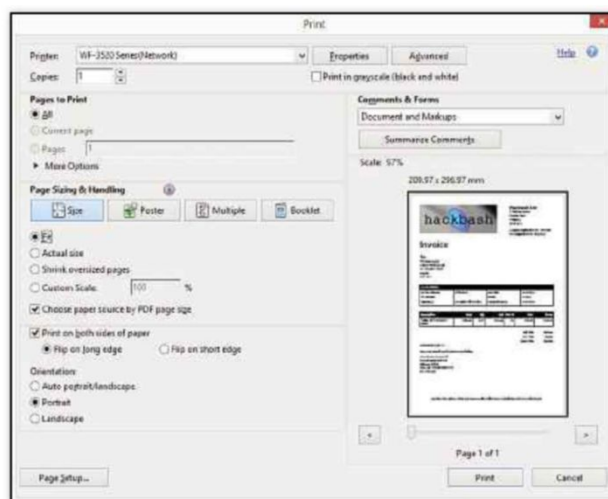 Print
Printer: WF-3520 Series(Network) Properties Advanced Help
Copies: 1 Print in grayscale (black and white)
Pages to Print
All
Current page
Pages 1
More Options
Page Sizing & Handling
Size Poster Multiple Booklet
Fit
Actual size
Shrink oversized pages
Custom Scale: 100 %
Choose paper source by PDF page size
Print on both sides of paper
Flip on long edge Flip on short edge
Orientation:
Auto portrait/landscape
Portrait
Landscape
Comments & Forms
Document and Markups
Summarize Comments
Scale: 97%
209.97 x 296.97 mm
hackbash
Invoice
< >
Page 1 of 1
Page Setup... Print Cancel